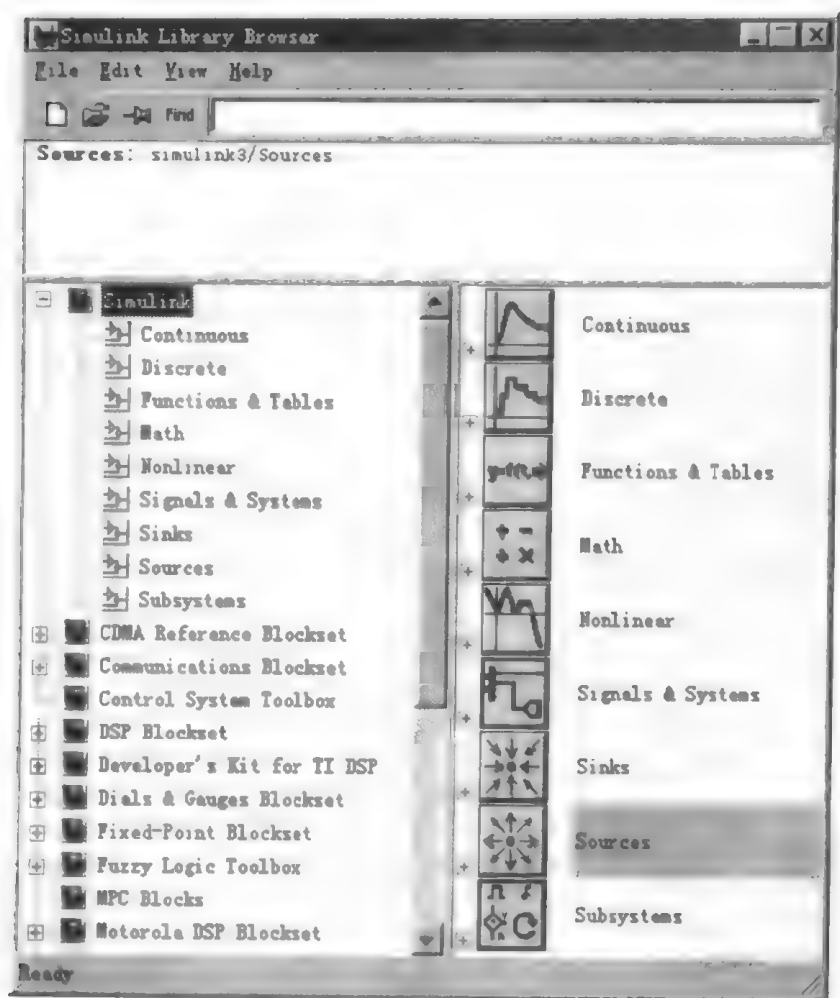 Simulink Library Browser
File Edit View Help
Find
Sources: simulink3/Sources
Simulink
Continuous
Discrete
Functions & Tables
Math
Nonlinear
Signals & Systems
Sinks
Sources
Subsystems
CDMA Reference Blockset
Communications Blockset
Control System Toolbox
DSP Blockset
Developer's Kit for TI DSP
Dials & Gauges Blockset
Fixed-Point Blockset
Fuzzy Logic Toolbox
MPC Blocks
Motorola DSP Blockset
Continuous
Discrete
Functions & Tables
Math
Nonlinear
Signals & Systems
Sinks
Sources
Subsystems
Ready